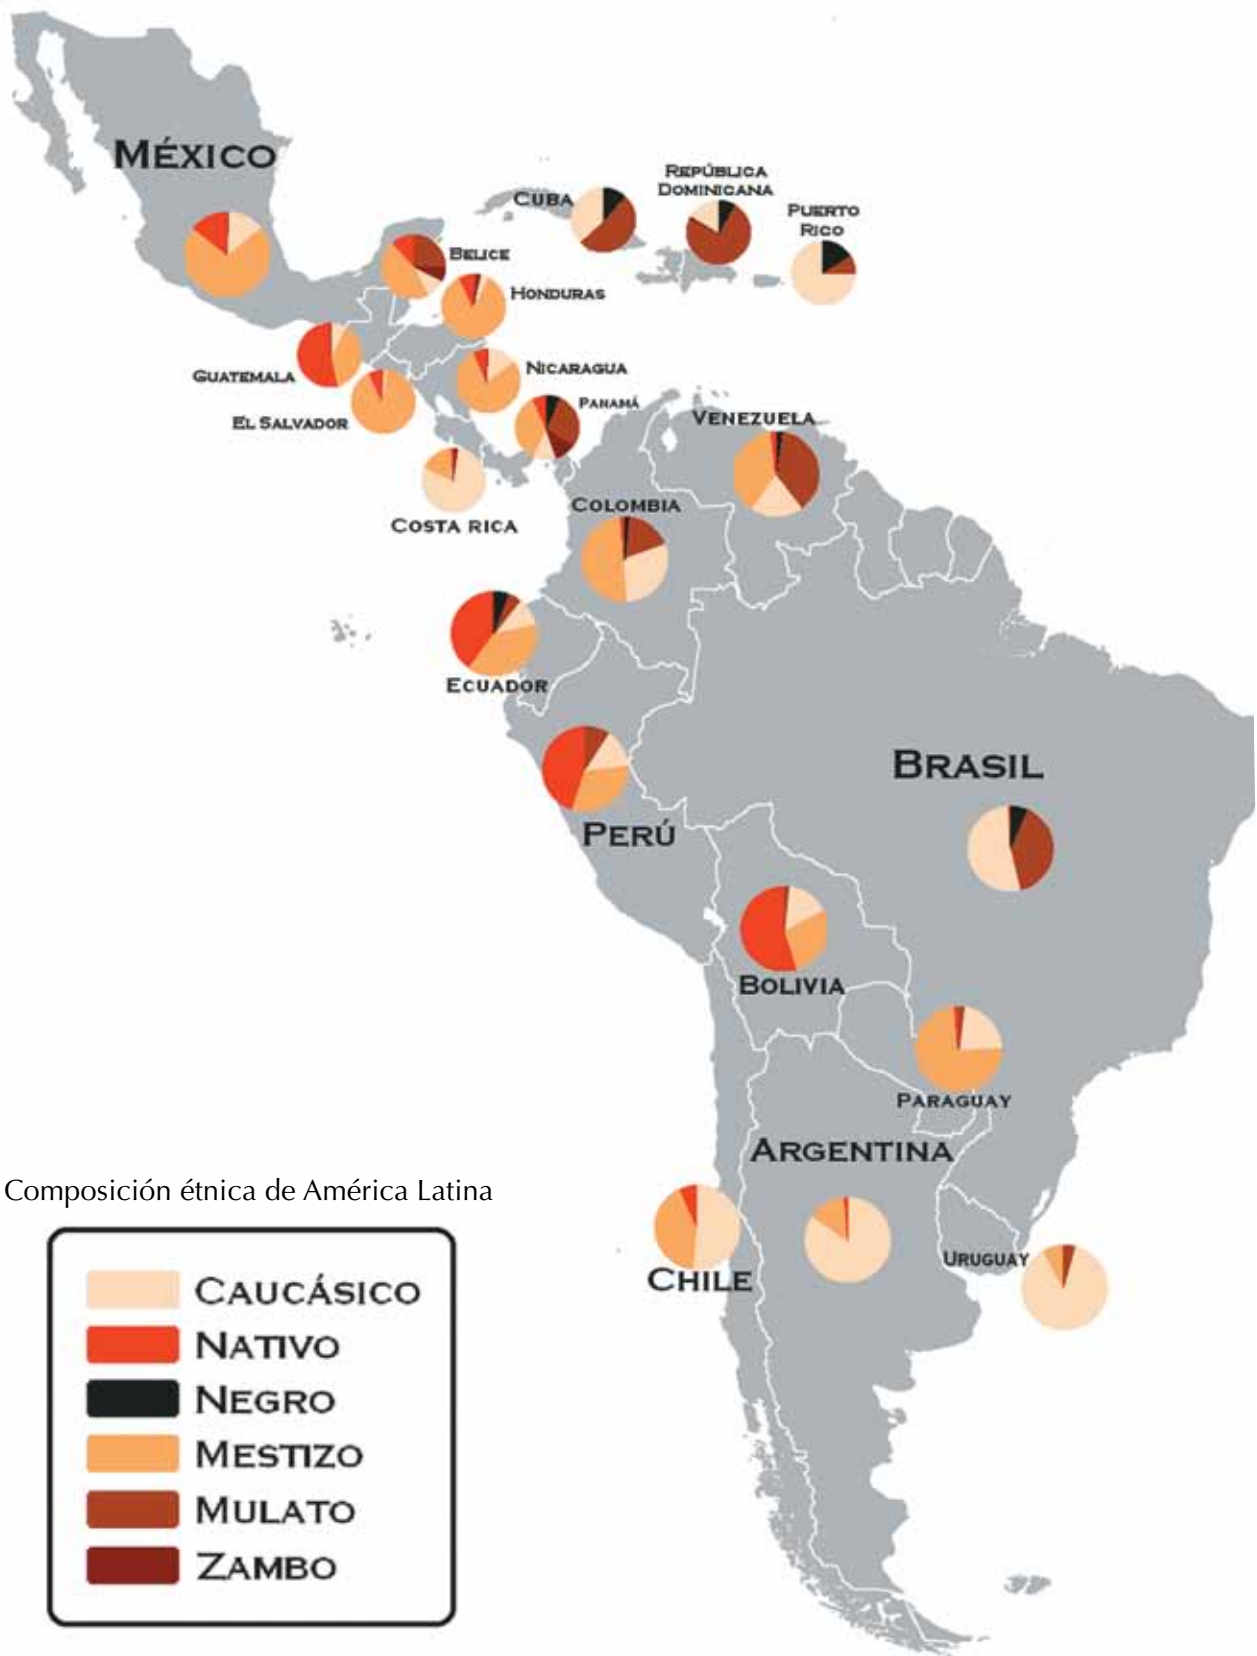 MÉXICO
CUBA
REPÚBLICA
DOMINICANA
PUERTO
RICO
BELICE
HONDURAS
GUATEMALA
NICARAGUA
EL SALVADOR
PANAMÁ
VENEZUELA
COSTA RICA
COLOMBIA
ECUADOR
BRASIL
PERÚ
BOLIVIA
PARAGUAY
ARGENTINA
CHILE
URUGUAY
Composición étnica de América Latina
CAUCÁSICO
NATIVO
NEGRO
MESTIZO
MULATO
ZAMBO